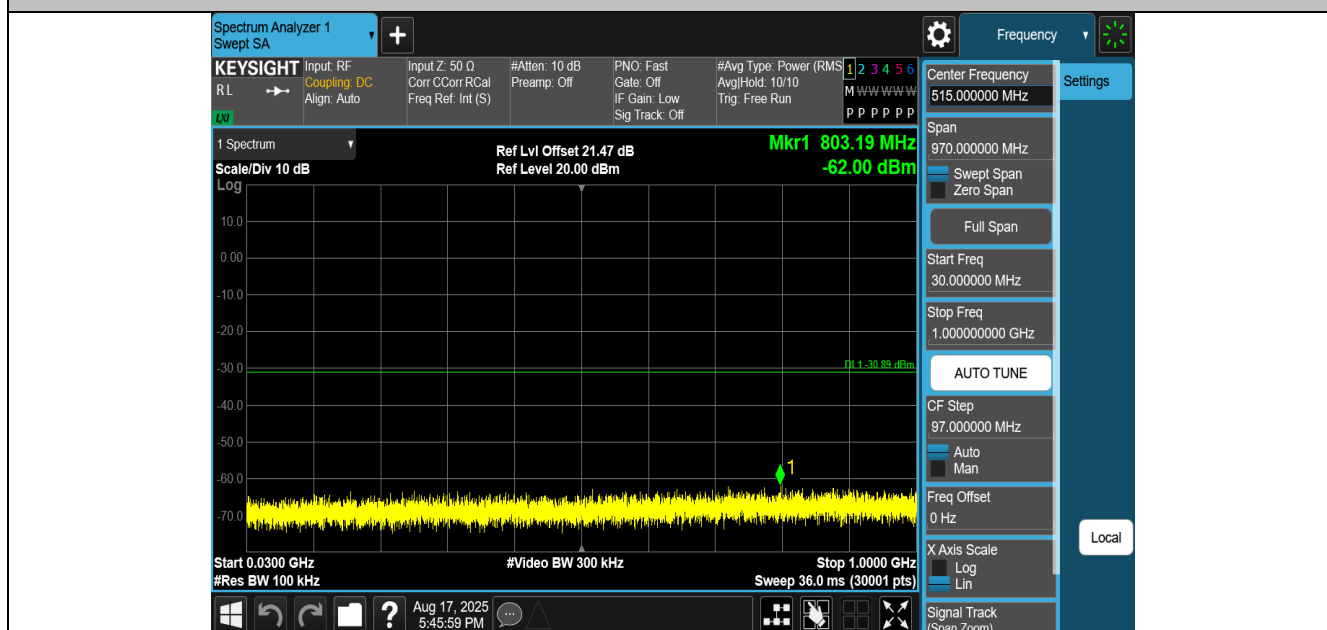 Spectrum Analyzer 1
Swept SA
Frequency
KEYSIGHT
R L
LXI
Input: RF
Coupling: DC
Align: Auto
Input Z: 50 Ω
Corr CCorr RCal
Freq Ref: Int (S)
#Atten: 10 dB
Preamp: Off
PNO: Fast
Gate: Off
IF Gain: Low
Sig Track: Off
#Avg Type: Power (RMS
Avg|Hold: 10/10
Trig: Free Run
1 2 3 4 5 6
M W W W W W
P P P P P P
1 Spectrum
Scale/Div 10 dB
Log
Ref Lvl Offset 21.47 dB
Ref Level 20.00 dBm
Mkr1 803.19 MHz
-62.00 dBm
10.0
0.00
-10.0
-20.0
-30.0
DL1 -30.89 dBm
-40.0
-50.0
-60.0
1
-70.0
Start 0.0300 GHz
#Video BW 300 kHz
Stop 1.0000 GHz
#Res BW 100 kHz
Sweep 36.0 ms (30001 pts)
Aug 17, 2025
5:45:59 PM
Center Frequency
515.000000 MHz
Settings
Span
970.000000 MHz
Swept Span
Zero Span
Full Span
Start Freq
30.000000 MHz
Stop Freq
1.000000000 GHz
AUTO TUNE
CF Step
97.000000 MHz
Auto
Man
Freq Offset
0 Hz
Local
X Axis Scale
Log
Lin
Signal Track
(Span Zoom)